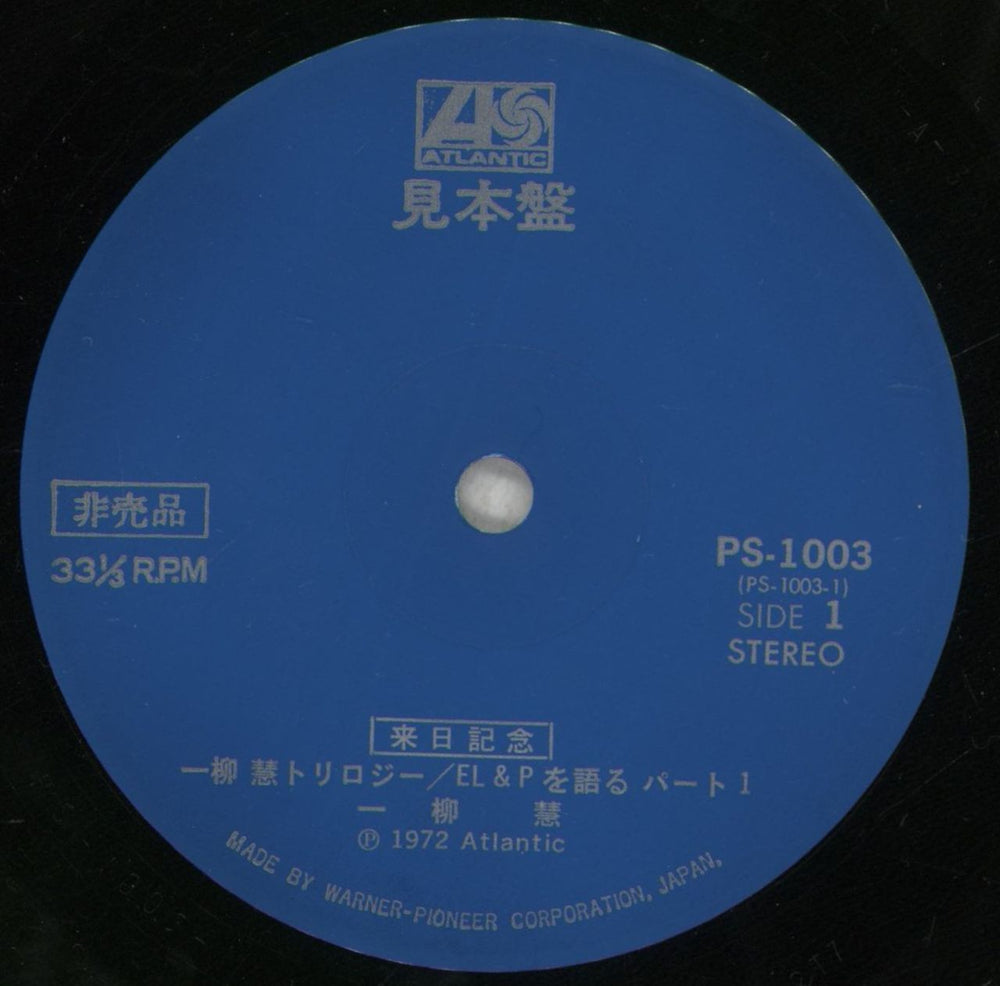 ATLANTIC
見本盤
非売品
33⅓ R.P.M
PS-1003
(PS-1003-1)
SIDE 1
STEREO
来日記念
一柳 慧トリロジー／EL&Pを語る パート1
一柳 慧
Ⓟ 1972 Atlantic
MADE BY WARNER-PIONEER CORPORATION, JAPAN,